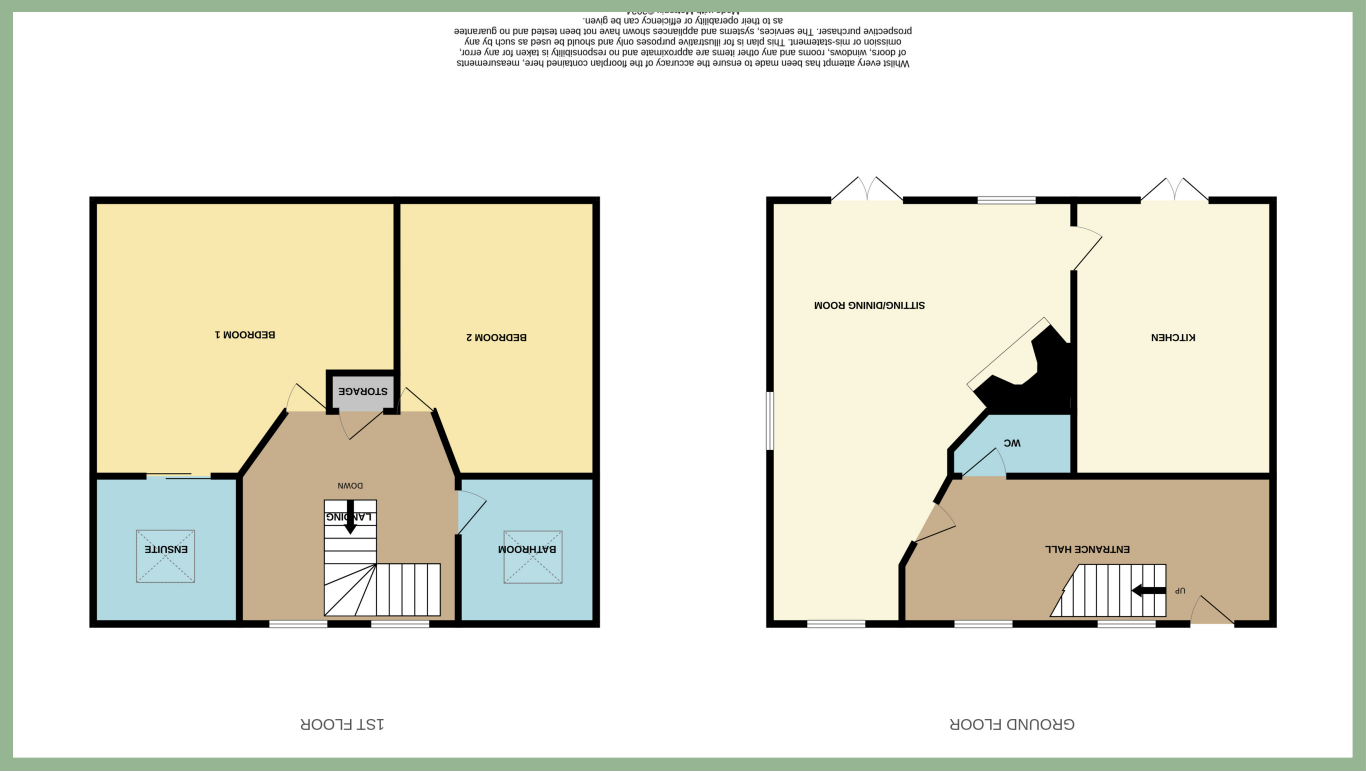 GROUND FLOOR
1ST FLOOR
UP
ENTRANCE HALL
WC
KITCHEN
SITTING/DINING ROOM
BATHROOM
LANDING
ENSUITE
DOWN
STORAGE
BEDROOM 2
BEDROOM 1
Whilst every attempt has been made to ensure the accuracy of the floorplan contained here, measurements
of doors, windows, rooms and any other items are approximate and no responsibility is taken for any error,
omission or mis-statement. This plan is for illustrative purposes only and should be used as such by any
prospective purchaser. The services, systems and appliances shown have not been tested and no guarantee
as to their operability or efficiency can be given.
Made with Metropix ©2024